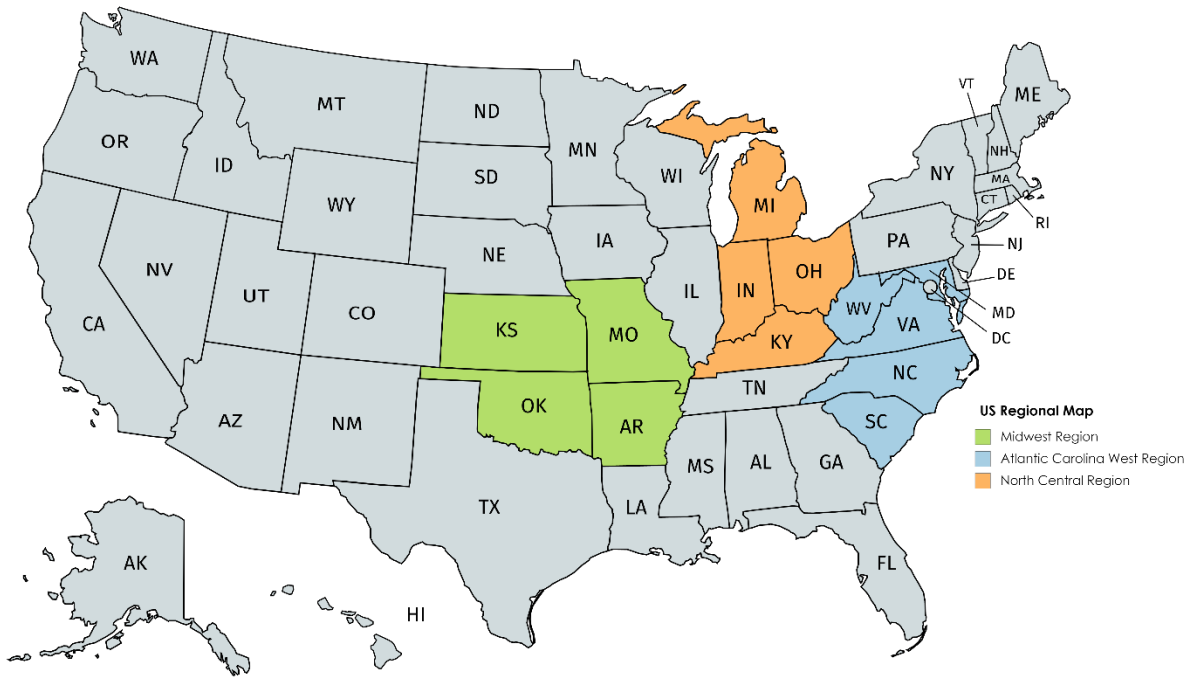 WA
MT
ND
MN
VT
ME
OR
ID
SD
WI
NH
NY
MA
WY
MI
CT
RI
IA
PA
NJ
NE
NV
OH
IN
IL
DE
UT
CO
WV
MD
CA
KS
MO
VA
DC
KY
NC
TN
OK
AZ
NM
AR
SC
US Regional Map
Midwest Region
Atlantic Carolina West Region
North Central Region
MS
AL
GA
TX
LA
FL
AK
HI